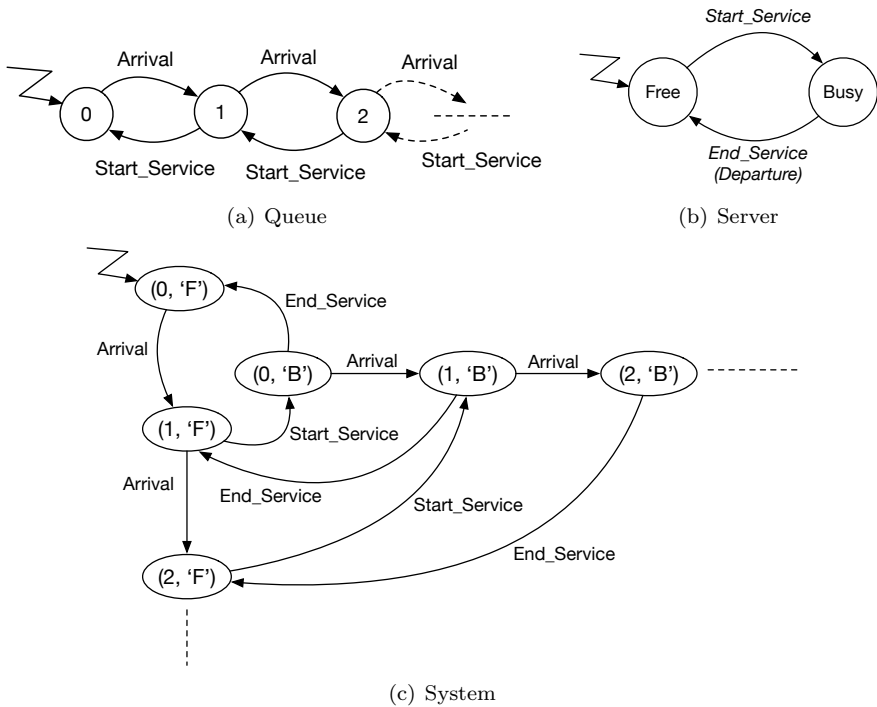 Arrival
Arrival
Arrival
0
1
2
Start_Service
Start_Service
Start_Service
(a) Queue
Start_Service
Free
Busy
End_Service
(Departure)
(b) Server
(0, ‘F’)
End_Service
Arrival
(0, ‘B’)
Arrival
(1, ‘B’)
Arrival
(2, ‘B’)
(1, ‘F’)
Start_Service
Arrival
End_Service
Start_Service
End_Service
(2, ‘F’)
(c) System